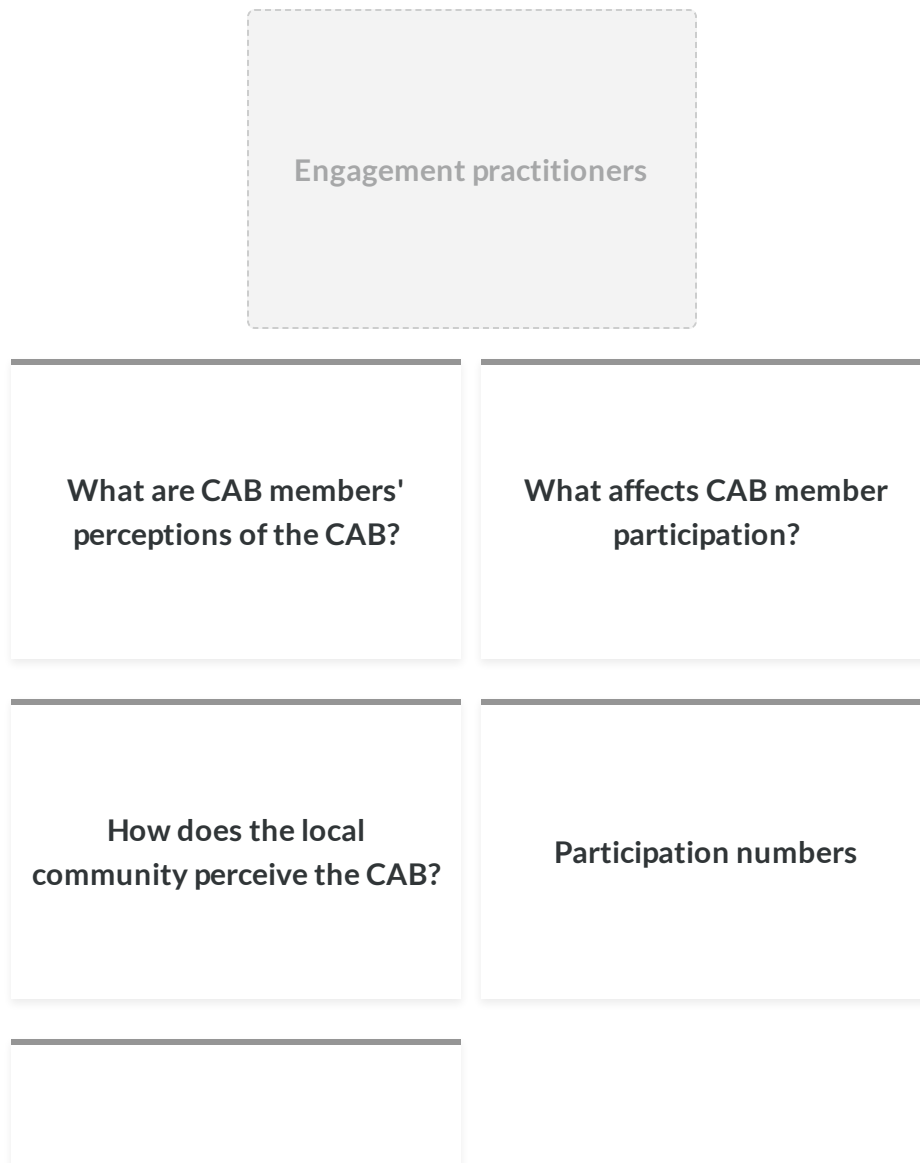 Engagement practitioners
What are CAB members'
perceptions of the CAB?
What affects CAB member
participation?
How does the local
community perceive the CAB?
Participation numbers